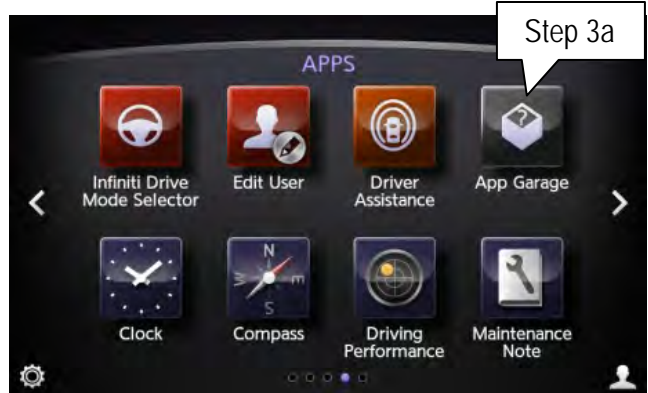 Step 3a
APPS
?
Infiniti Drive
Mode Selector
Edit User
Driver
Assistance
App Garage
N
W
E
S
Clock
Compass
Driving
Performance
Maintenance
Note